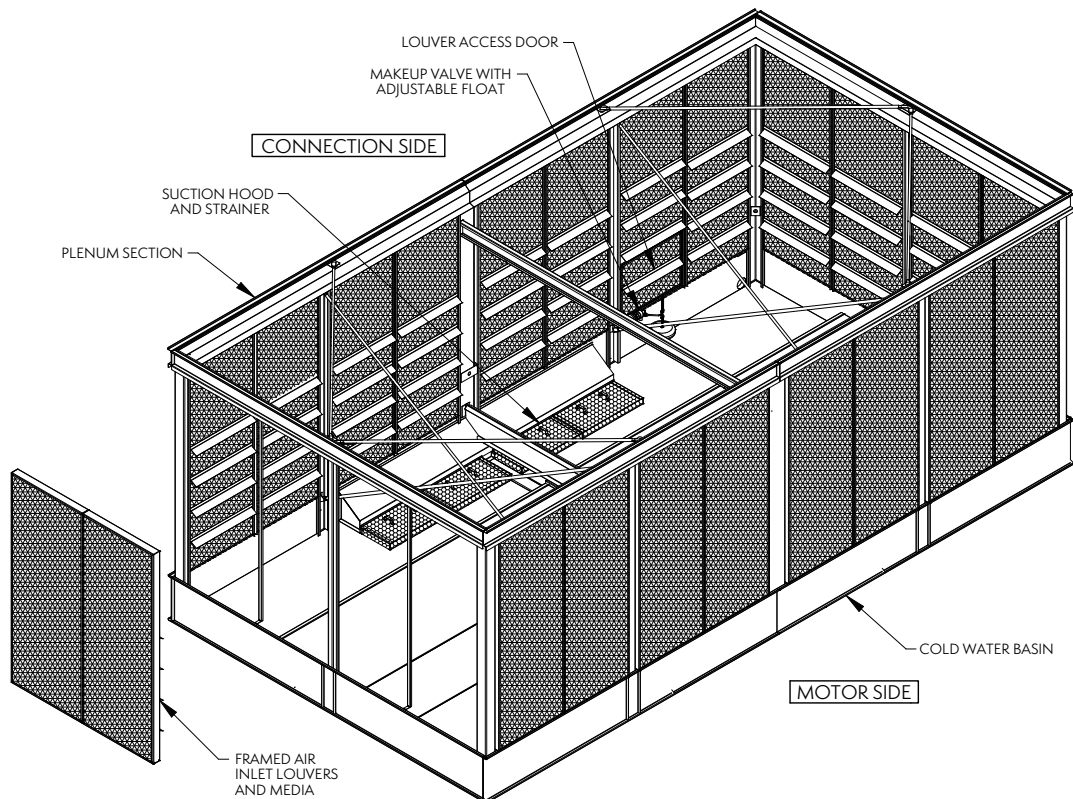 LOUVER ACCESS DOOR
MAKEUP VALVE WITH
ADJUSTABLE FLOAT
CONNECTION SIDE
SUCTION HOOD
AND STRAINER
PLENUM SECTION
COLD WATER BASIN
MOTOR SIDE
FRAMED AIR
INLET LOUVERS
AND MEDIA